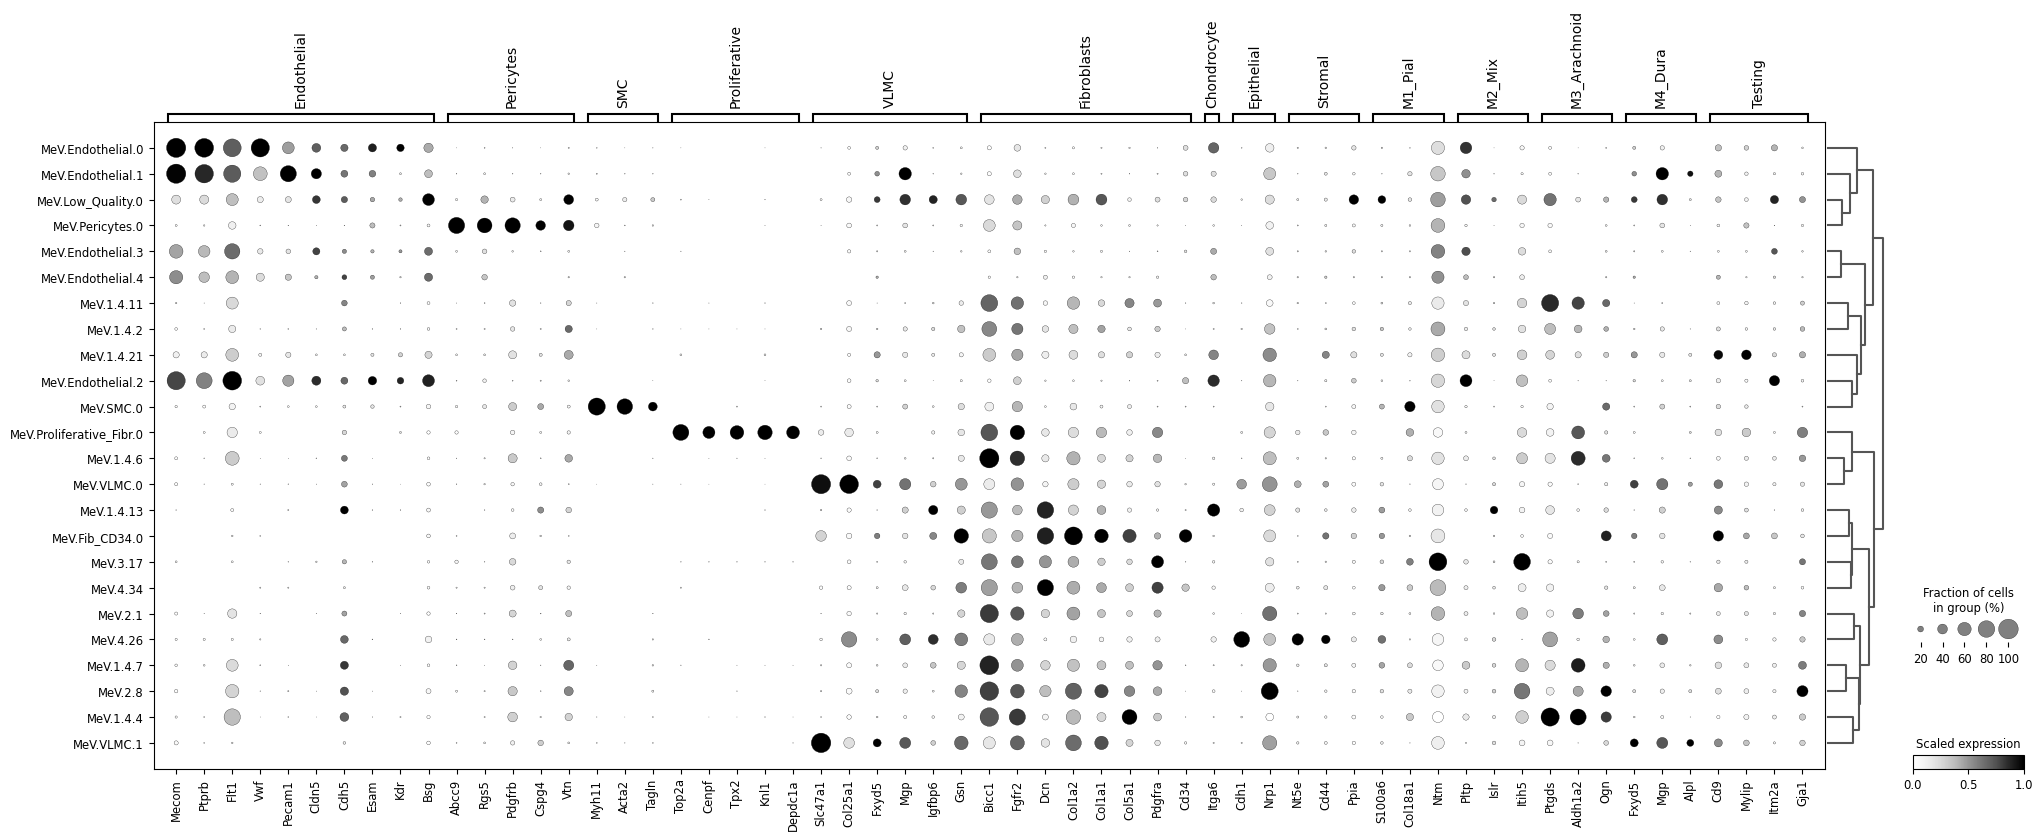 Endothelial
Pericytes
SMC
Proliferative
VLMC
Fibroblasts
Chondrocyte
Epithelial
Stromal
M1_Pial
M2_Mix
M3_Arachnoid
M4_Dura
Testing
MeV.Endothelial.0
MeV.Endothelial.1
MeV.Low_Quality.0
MeV.Pericytes.0
MeV.Endothelial.3
MeV.Endothelial.4
MeV.1.4.11
MeV.1.4.2
MeV.1.4.21
MeV.Endothelial.2
MeV.SMC.0
MeV.Proliferative_Fibr.0
MeV.1.4.6
MeV.VLMC.0
MeV.1.4.13
MeV.Fib_CD34.0
MeV.3.17
MeV.4.34
MeV.2.1
MeV.4.26
MeV.1.4.7
MeV.2.8
MeV.1.4.4
MeV.VLMC.1
Mecom
Ptprb
Flt1
Vwf
Pecam1
Cldn5
Cdh5
Esam
Kdr
Bsg
Abcc9
Rgs5
Pdgfrb
Cspg4
Vtn
Myh11
Acta2
Tagln
Top2a
Cenpf
Tpx2
Knl1
Depdc1a
Slc47a1
Col25a1
Fxyd5
Mgp
Igfbp6
Gsn
Bicc1
Fgfr2
Dcn
Col1a2
Col1a1
Col5a1
Pdgfra
Cd34
Itga6
Cdh1
Nrp1
Nt5e
Cd44
Ppia
S100a6
Col18a1
Ntm
Pltp
Islr
Itih5
Ptgds
Aldh1a2
Ogn
Fxyd5
Mgp
Alpl
Cd9
Mylip
Itm2a
Gja1
Fraction of cells
in group (%)
20 40 60 80 100
Scaled expression
0.0 0.5 1.0